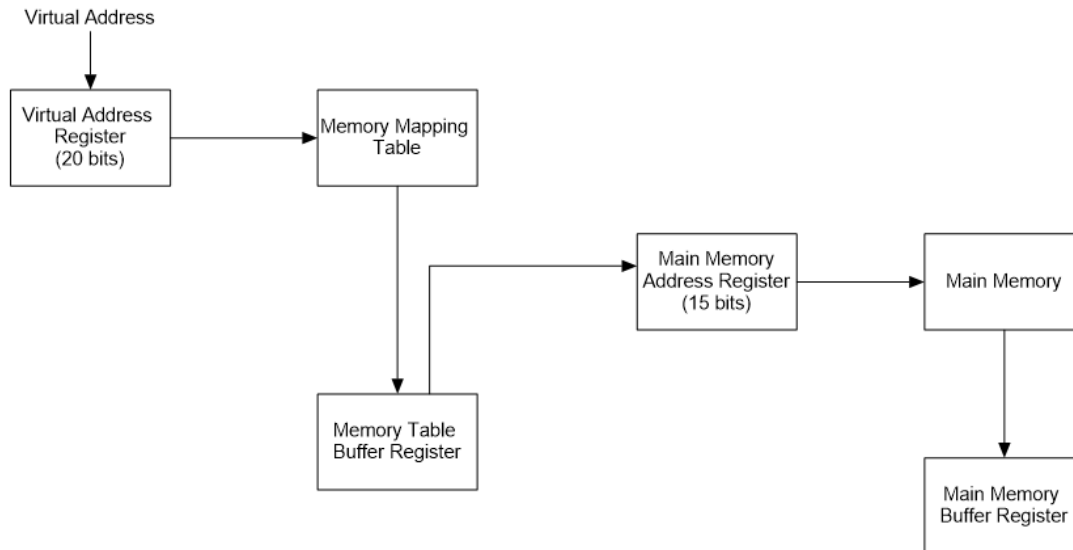 Virtual Address
Virtual Address
Register
(20 bits)
Memory Mapping
Table
Main Memory
Address Register
(15 bits)
Main Memory
Memory Table
Buffer Register
Main Memory
Buffer Register